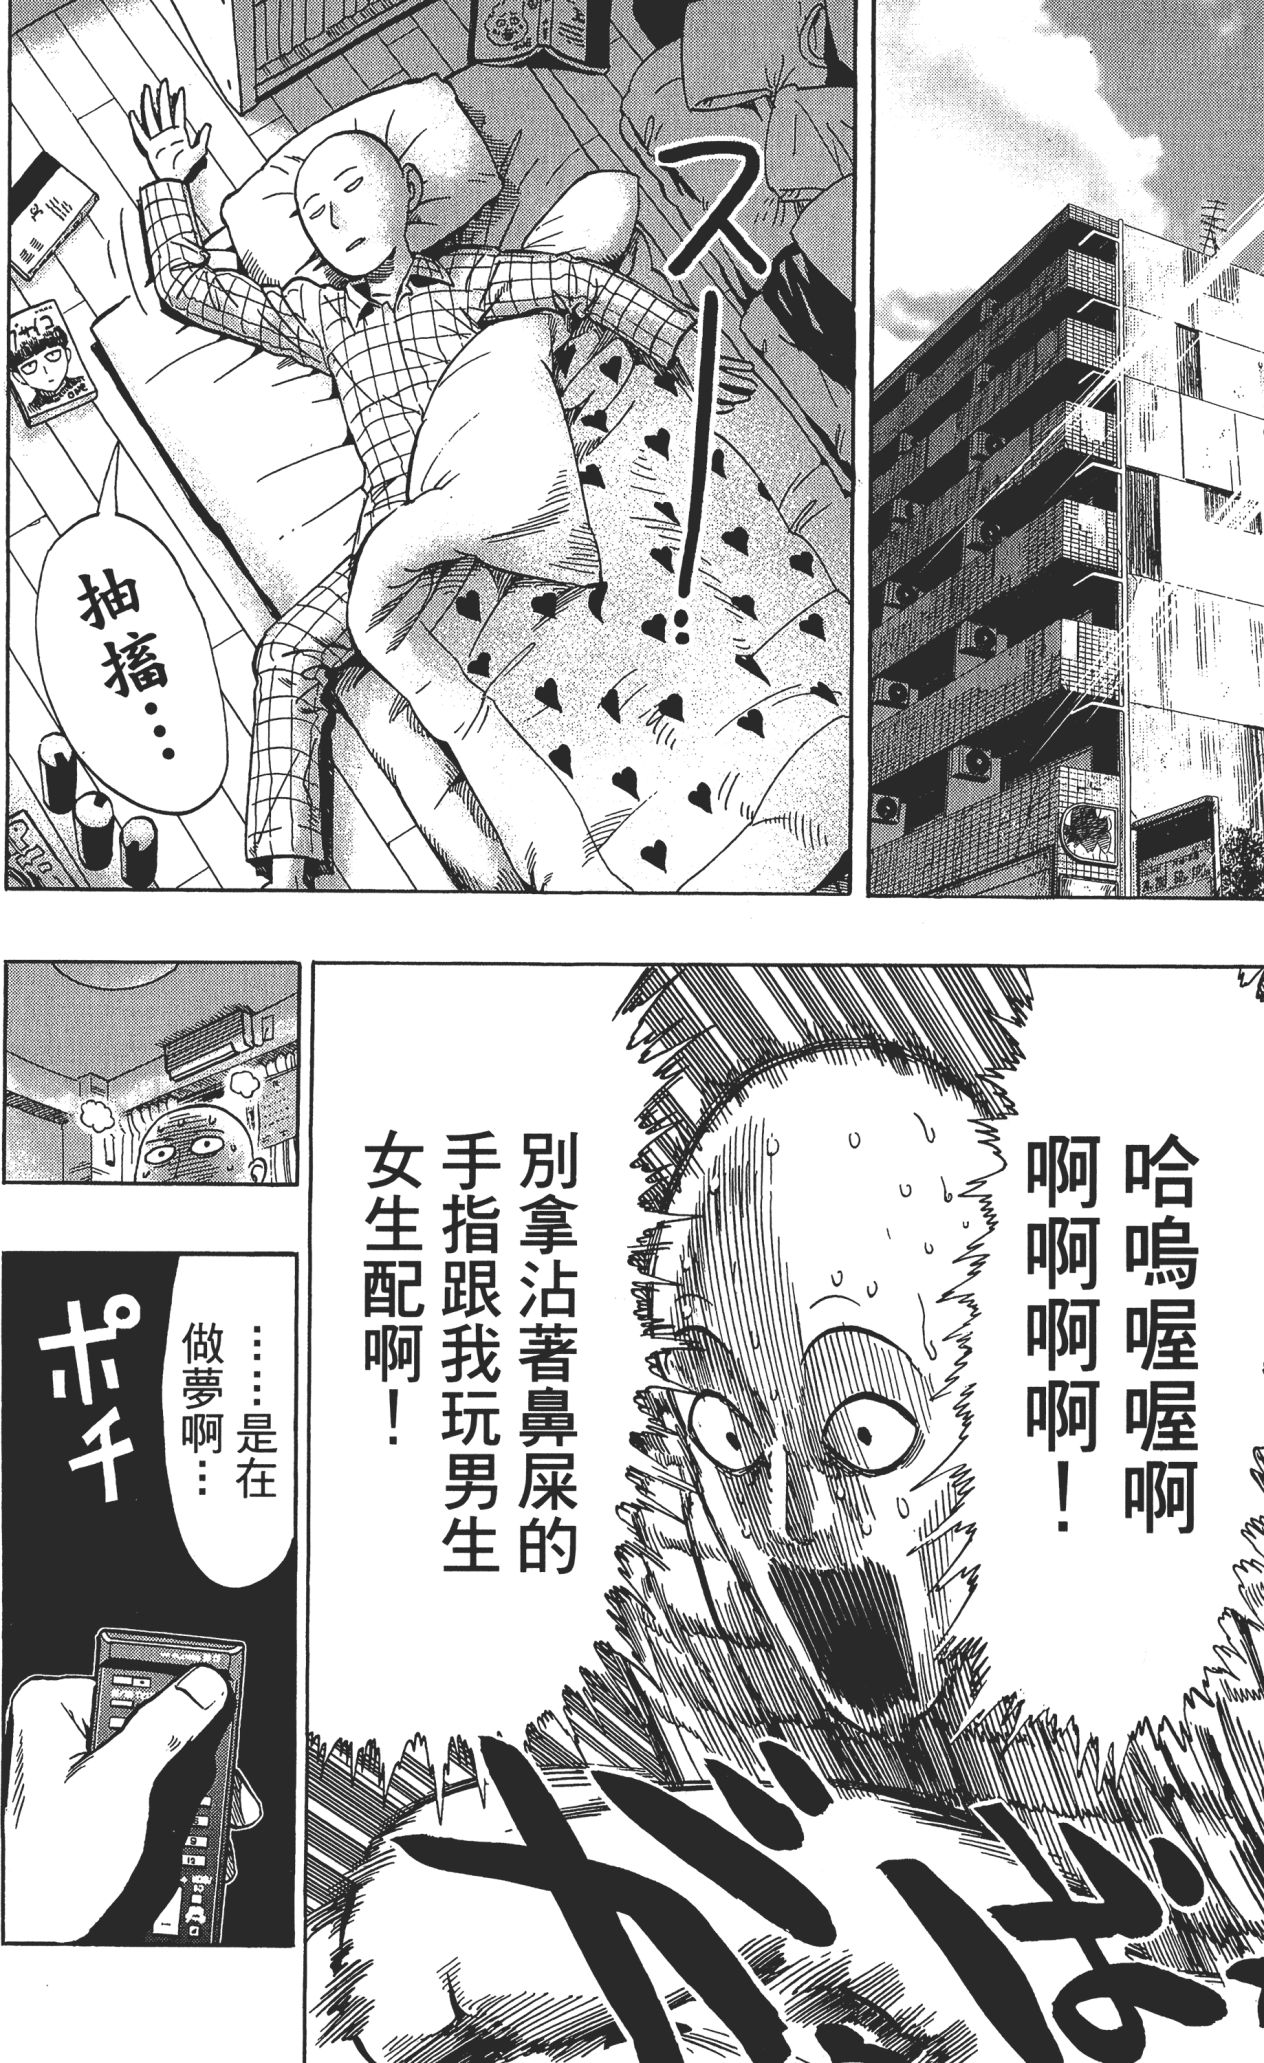 スー…
抽搐…
哈嗚喔喔啊
啊啊啊啊！
別拿沾著鼻屎的
手指跟我玩男生
女生配啊！
ガバ
……是在
做夢啊…
ポチ